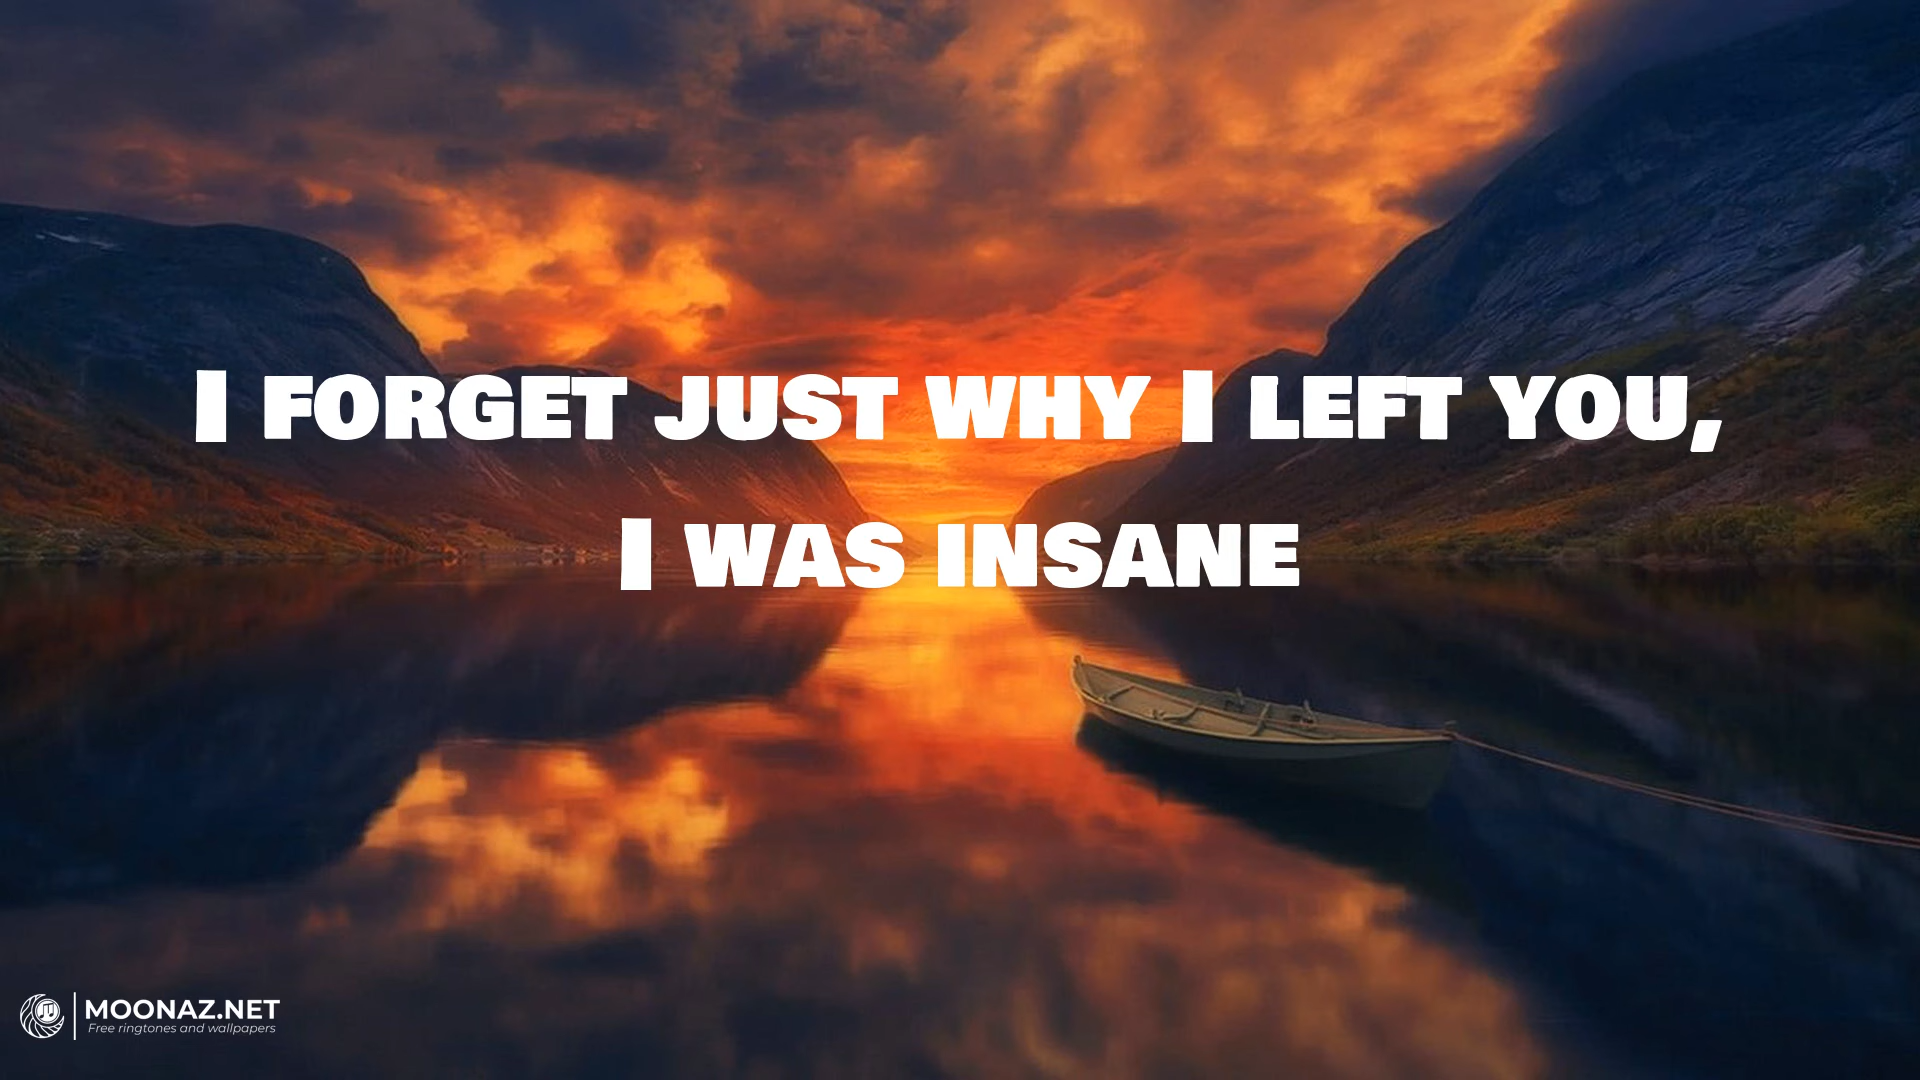 I forget just why I left you,
I was insane
MOONAZ.NET
Free ringtones and wallpapers